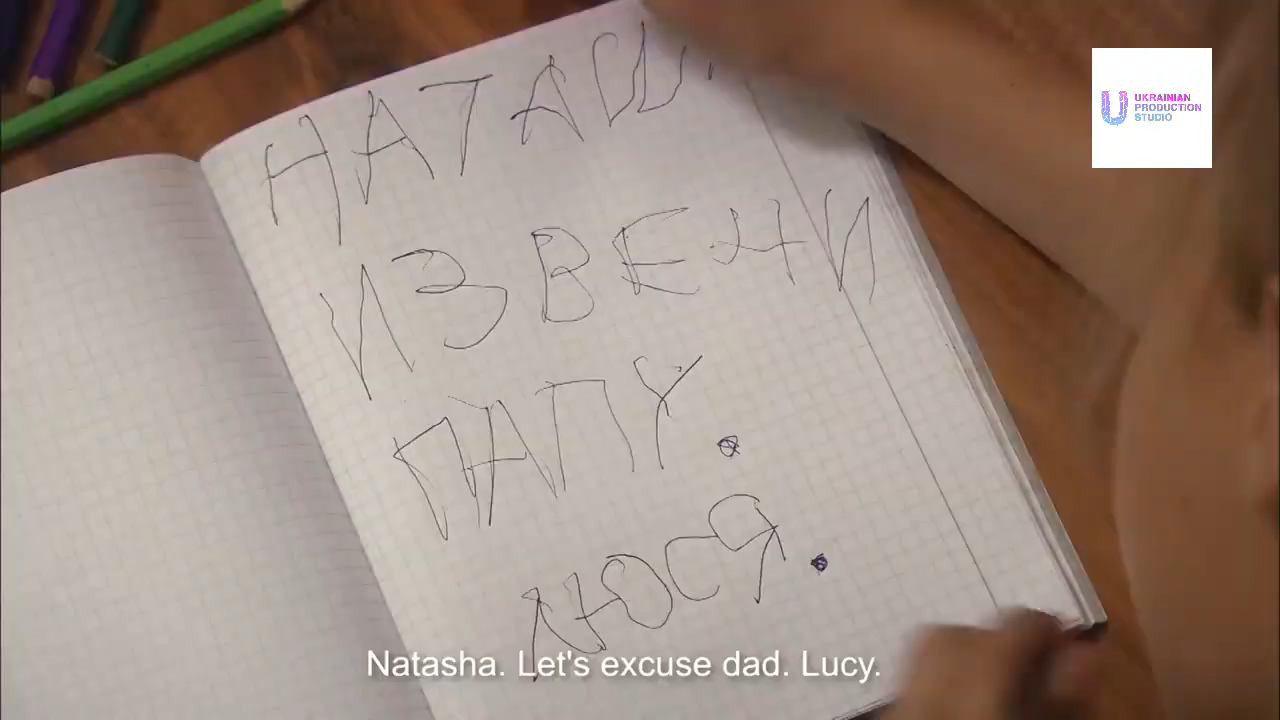 НАТАШ
ИЗВЕНИ
ПАПУ.
ЛЮСЯ.
UKRAINIAN
PRODUCTION
STUDIO
Natasha. Let's excuse dad. Lucy.